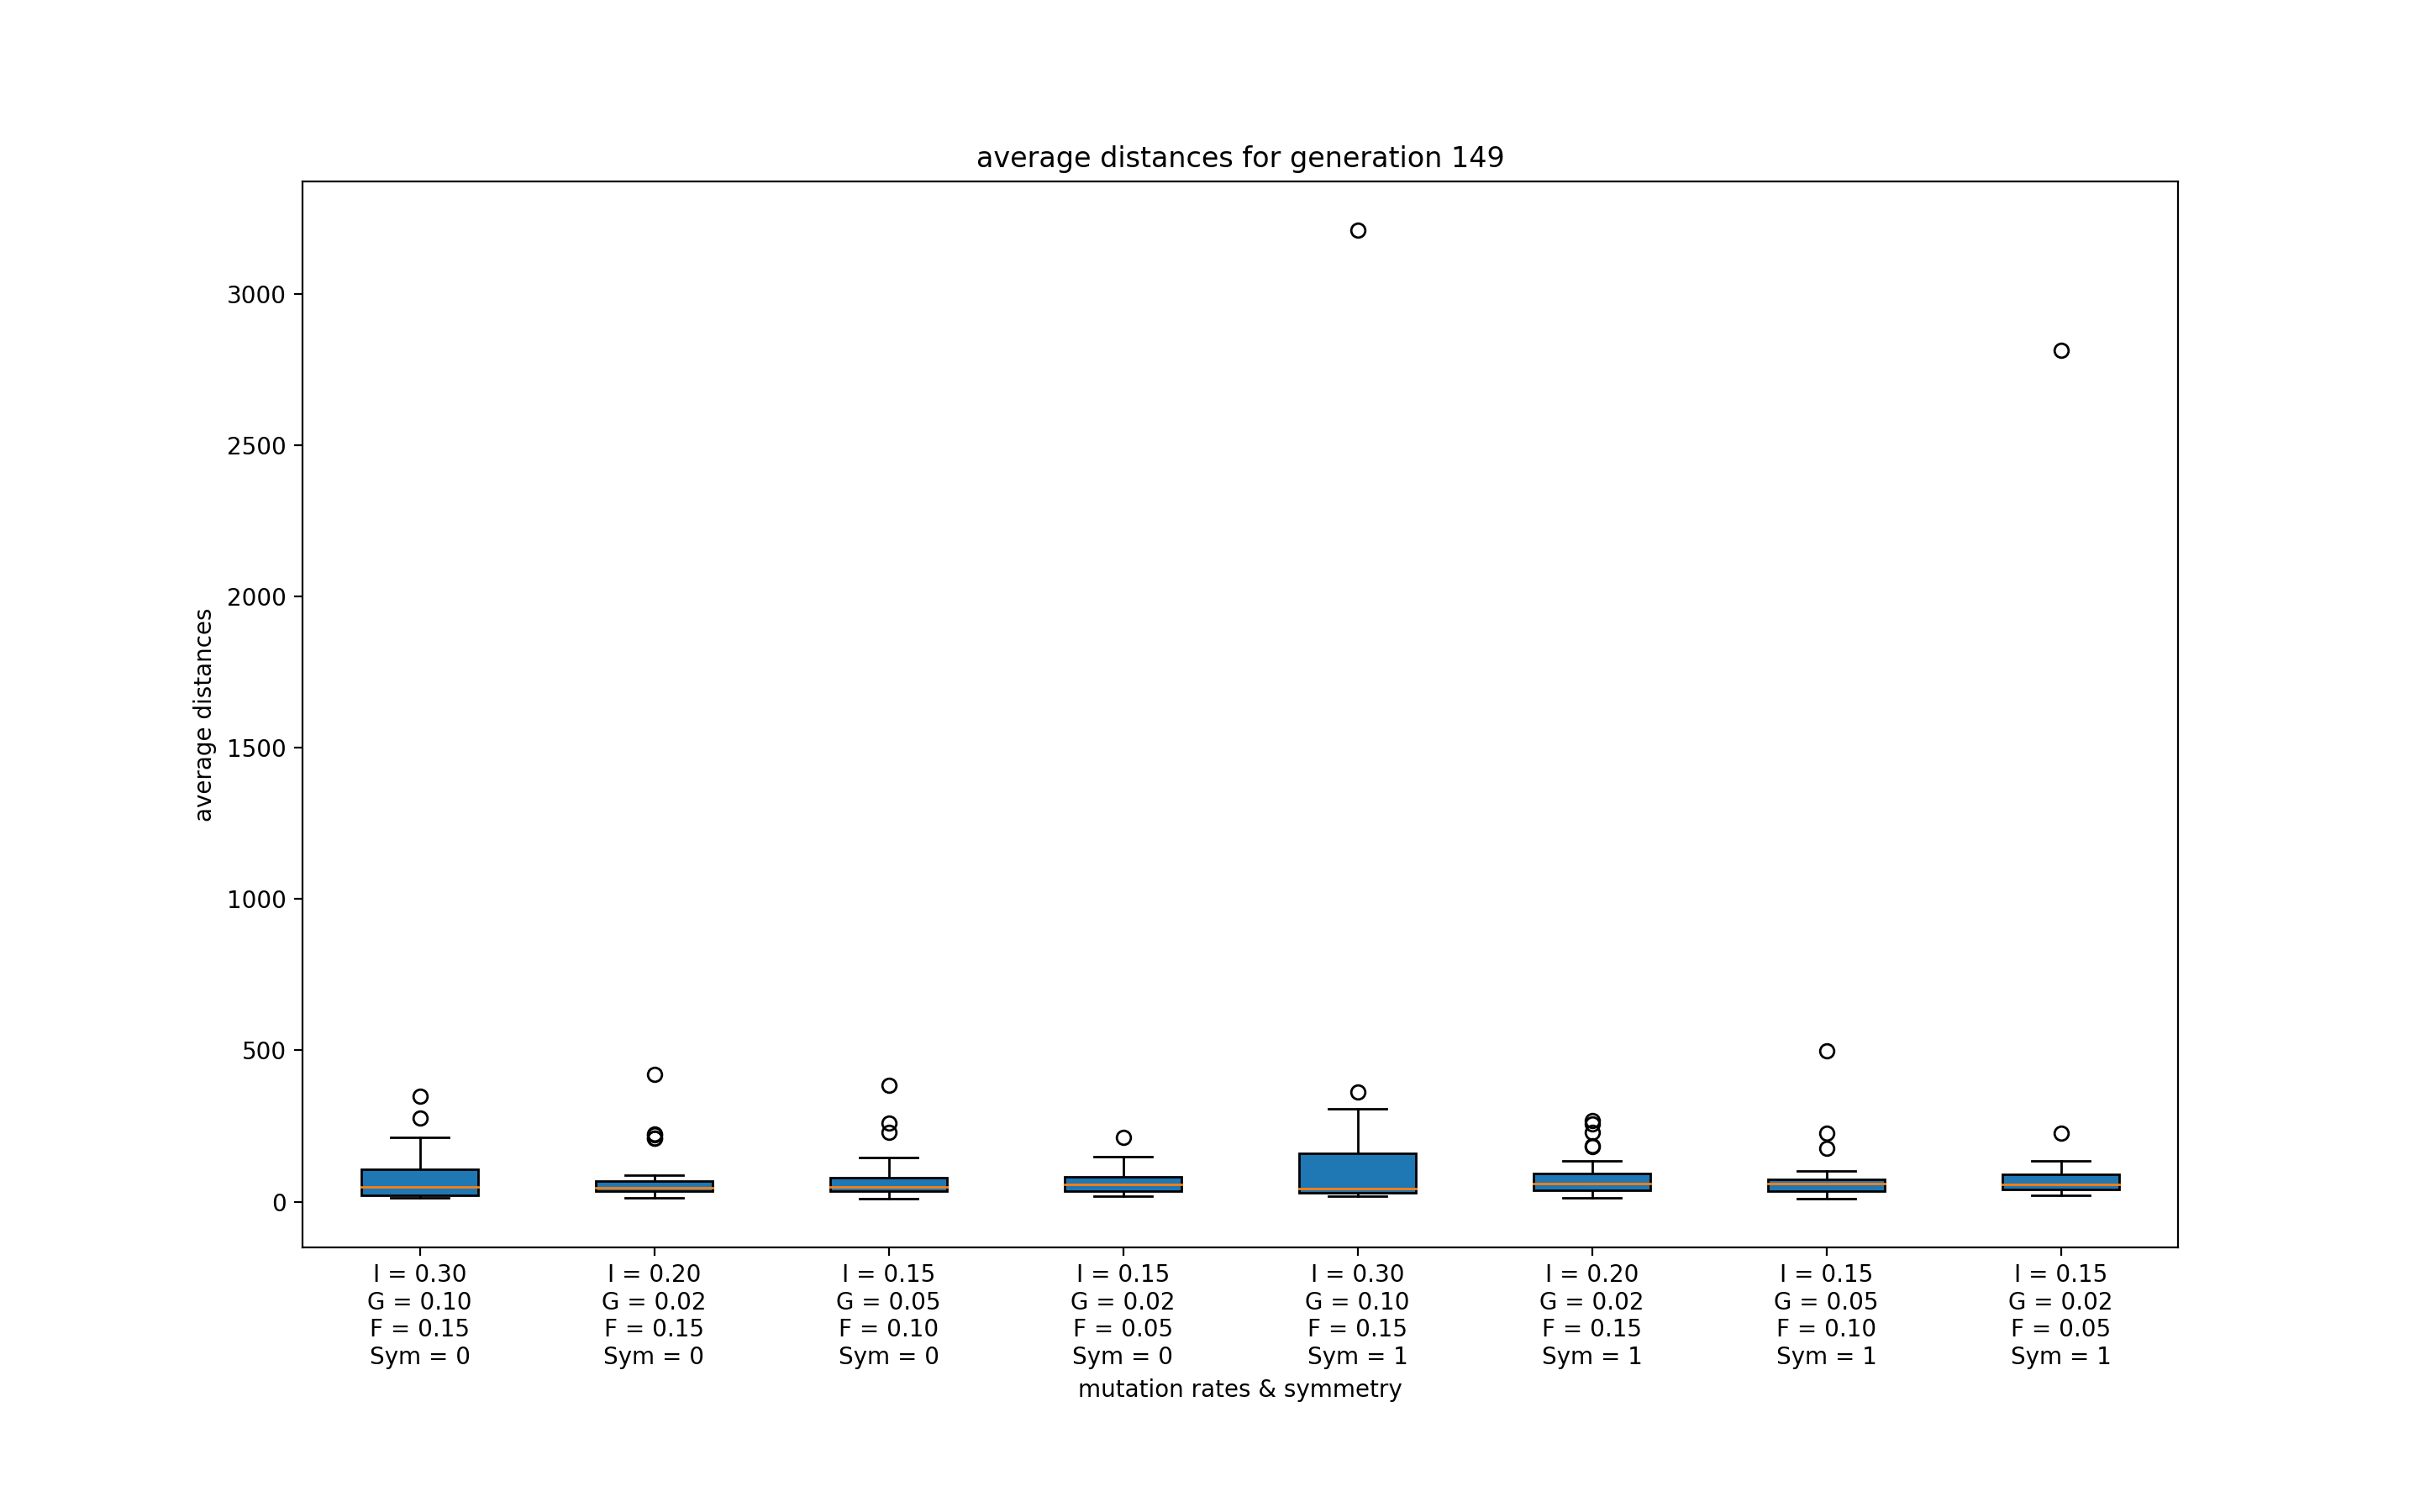 average distances for generation 149
average distances
3000
2500
2000
1500
1000
500
0
I = 0.30 I = 0.20 I = 0.15 I = 0.15 I = 0.30 I = 0.20 I = 0.15 I = 0.15
G = 0.10 G = 0.02 G = 0.05 G = 0.02 G = 0.10 G = 0.02 G = 0.05 G = 0.02
F = 0.15 F = 0.15 F = 0.10 F = 0.05 F = 0.15 F = 0.15 F = 0.10 F = 0.05
Sym = 0 Sym = 0 Sym = 0 Sym = 0 Sym = 1 Sym = 1 Sym = 1 Sym = 1
mutation rates & symmetry